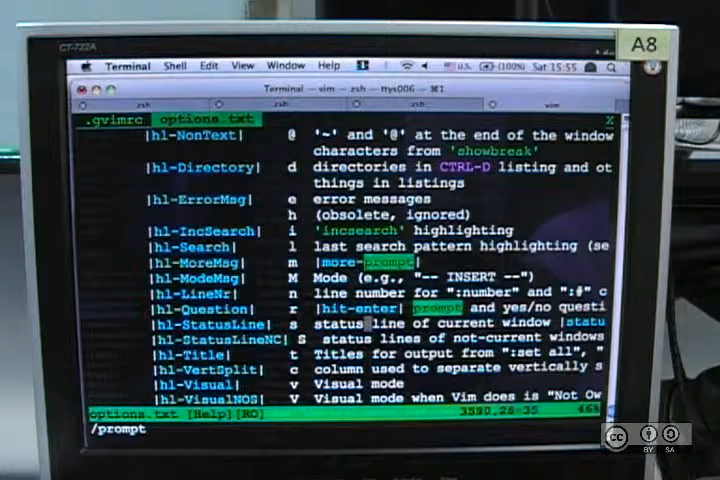 CT-722A
A8
Terminal Shell Edit View Window Help U.S. (100%) Sat 15:55
Terminal — vim — zsh — ttys006 — ⌘1
zsh zsh zsh vim
.gvimrc options.txt X
|hl-NonText| @ '~' and '@' at the end of the window
characters from 'showbreak'
|hl-Directory| d directories in CTRL-D listing and ot
things in listings
|hl-ErrorMsg| e error messages
h (obsolete, ignored)
|hl-IncSearch| i 'incsearch' highlighting
|hl-Search| l last search pattern highlighting (se
|hl-MoreMsg| m |more-prompt|
|hl-ModeMsg| M Mode (e.g., "-- INSERT --")
|hl-LineNr| n line number for ":number" and ":#" c
|hl-Question| r |hit-enter| prompt and yes/no questi
|hl-StatusLine| s status line of current window |statu
|hl-StatusLineNC| S status lines of not-current windows
|hl-Title| t Titles for output from ":set all", "
|hl-VertSplit| c column used to separate vertically s
|hl-Visual| v Visual mode
|hl-VisualNOS| V Visual mode when Vim does is "Not Ow
options.txt [Help][RO] 3590,28-35 46%
/prompt
cc BY SA